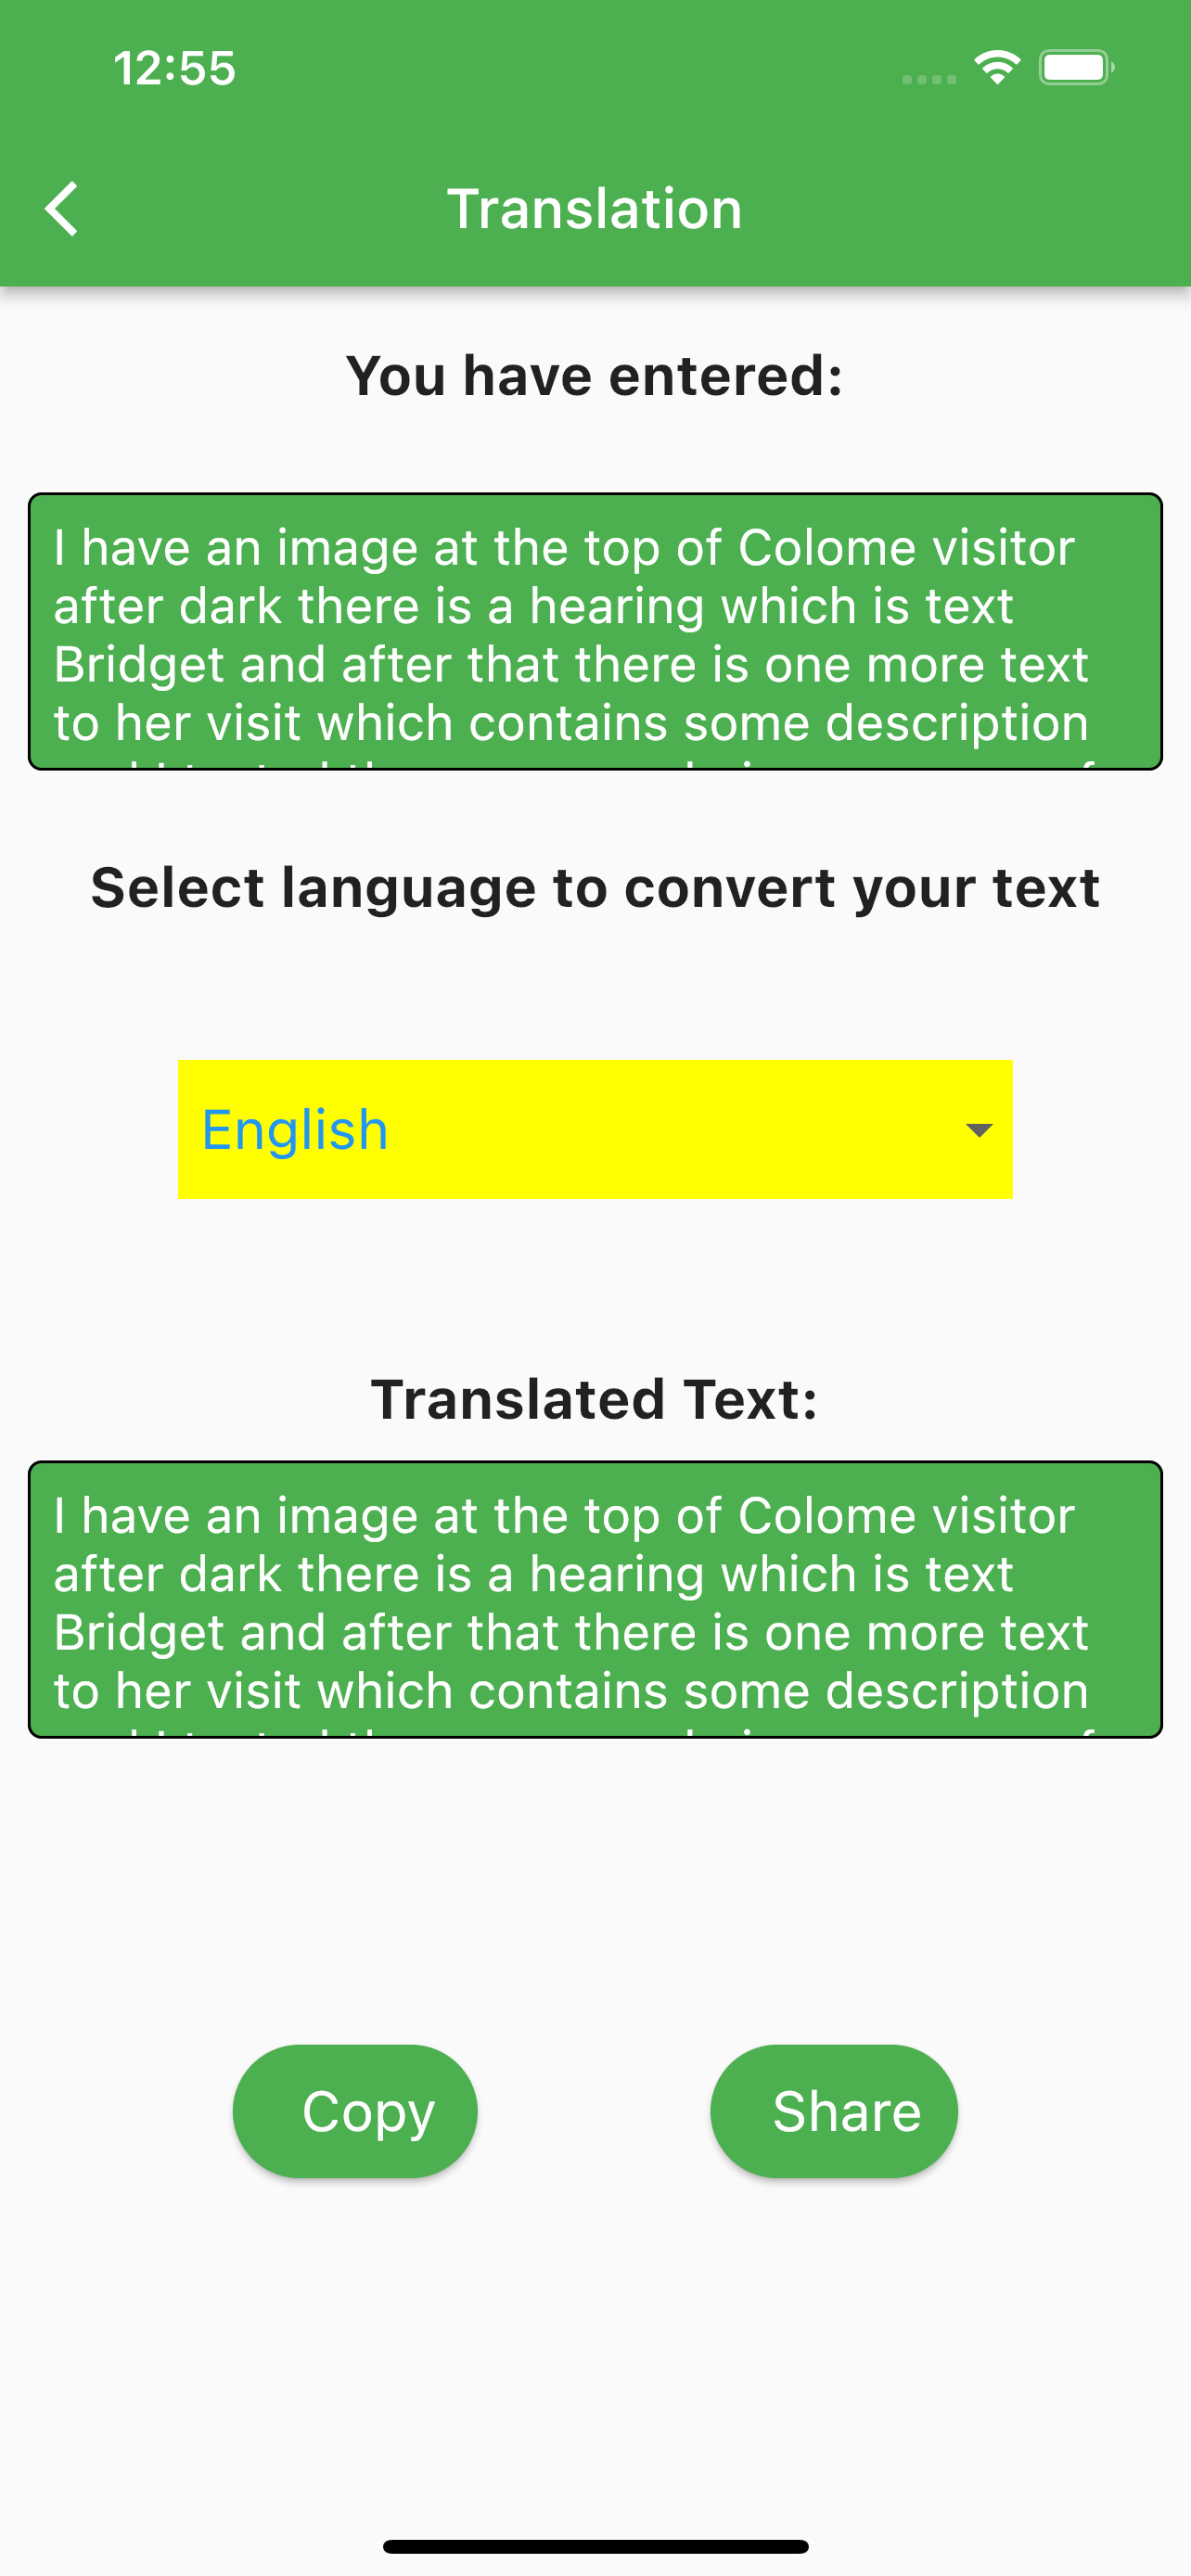 12:55
Translation
You have entered:
I have an image at the top of Colome visitor
after dark there is a hearing which is text
Bridget and after that there is one more text
to her visit which contains some description
Select language to convert your text
English
Translated Text:
I have an image at the top of Colome visitor
after dark there is a hearing which is text
Bridget and after that there is one more text
to her visit which contains some description
Copy
Share